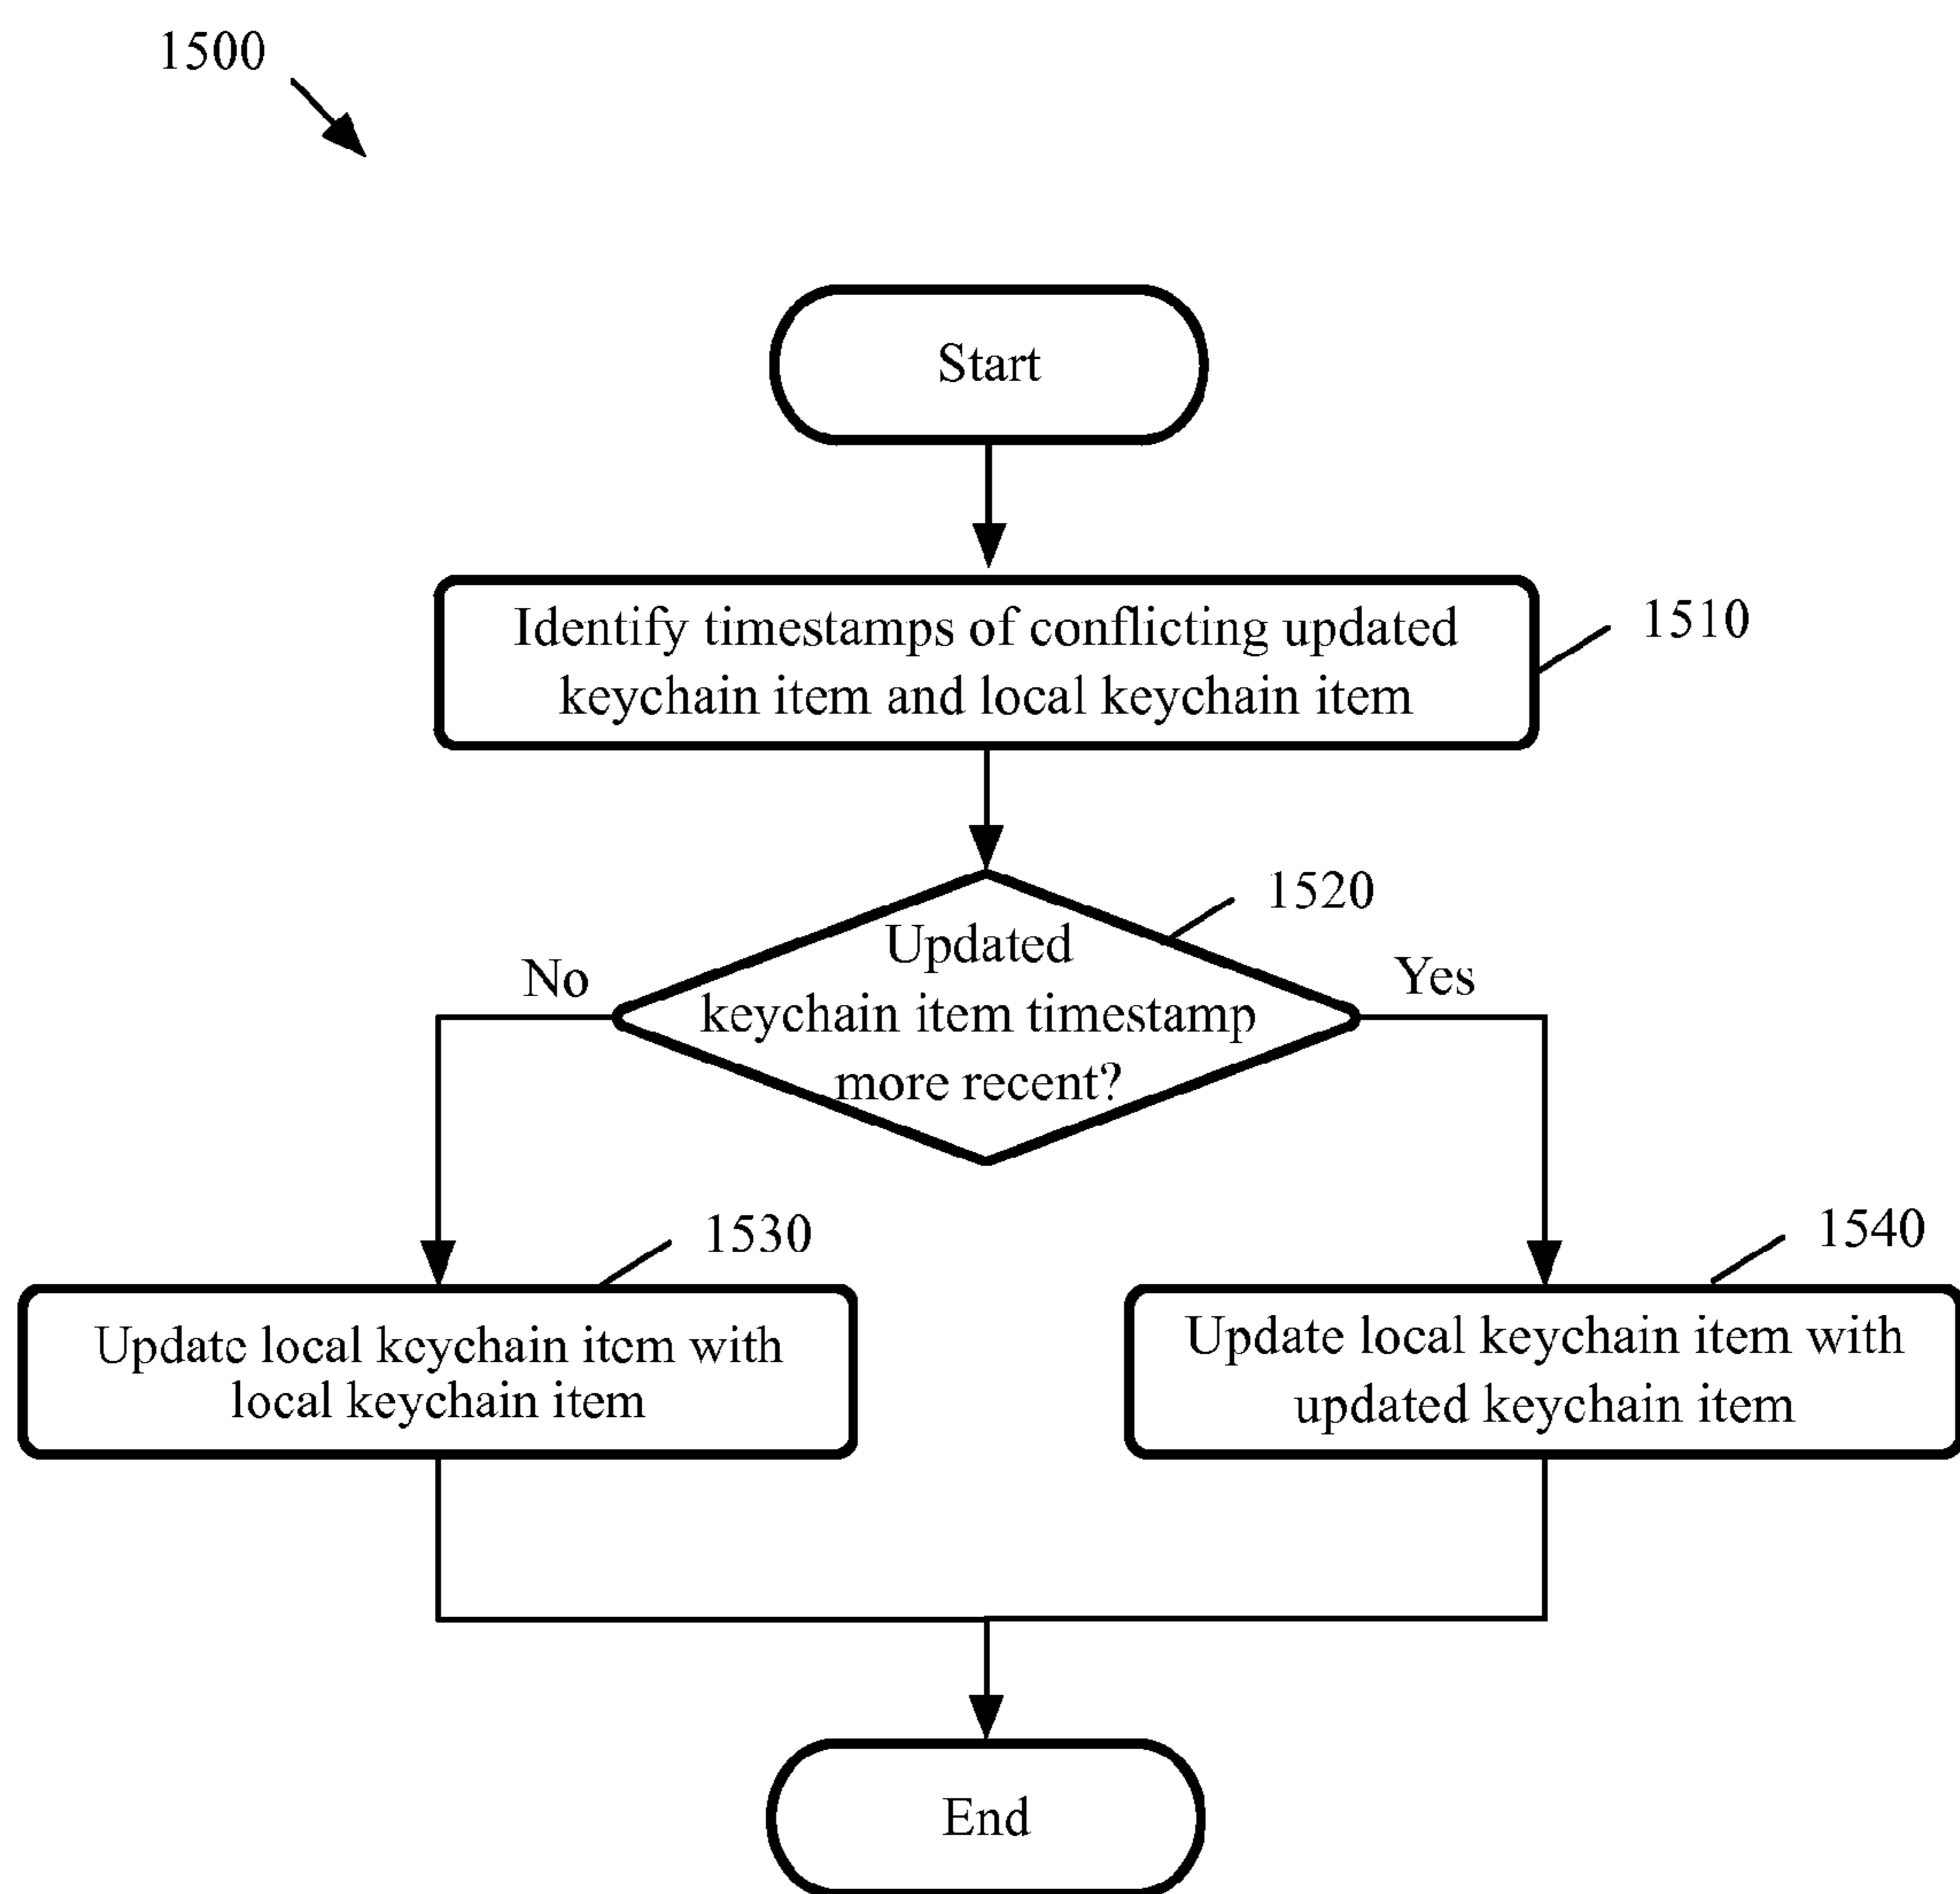 1500
Start
Identify timestamps of conflicting updated
keychain item and local keychain item
1510
1520
Updated
keychain item timestamp
more recent?
No
Yes
1530
1540
Update local keychain item with
local keychain item
Update local keychain item with
updated keychain item
End